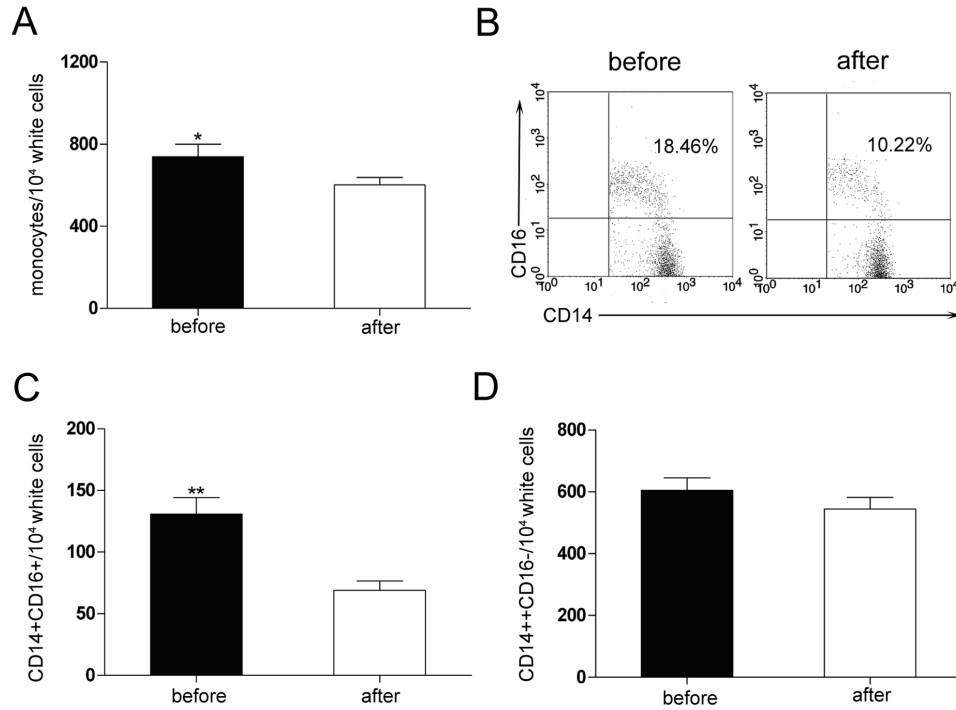 A
monocytes/10⁴ white cells
1200
800
400
0
*
before
after
B
before
after
CD16
10⁴
10³
10²
10¹
10⁰
18.46%
10⁰ 10¹ 10² 10³ 10⁴
10⁴
10³
10²
10¹
10⁰
10.22%
10⁰ 10¹ 10² 10³ 10⁴
CD14
C
CD14+CD16+/10⁴ white cells
200
150
100
50
0
**
before
after
D
CD14++CD16-/10⁴ white cells
800
600
400
200
0
before
after